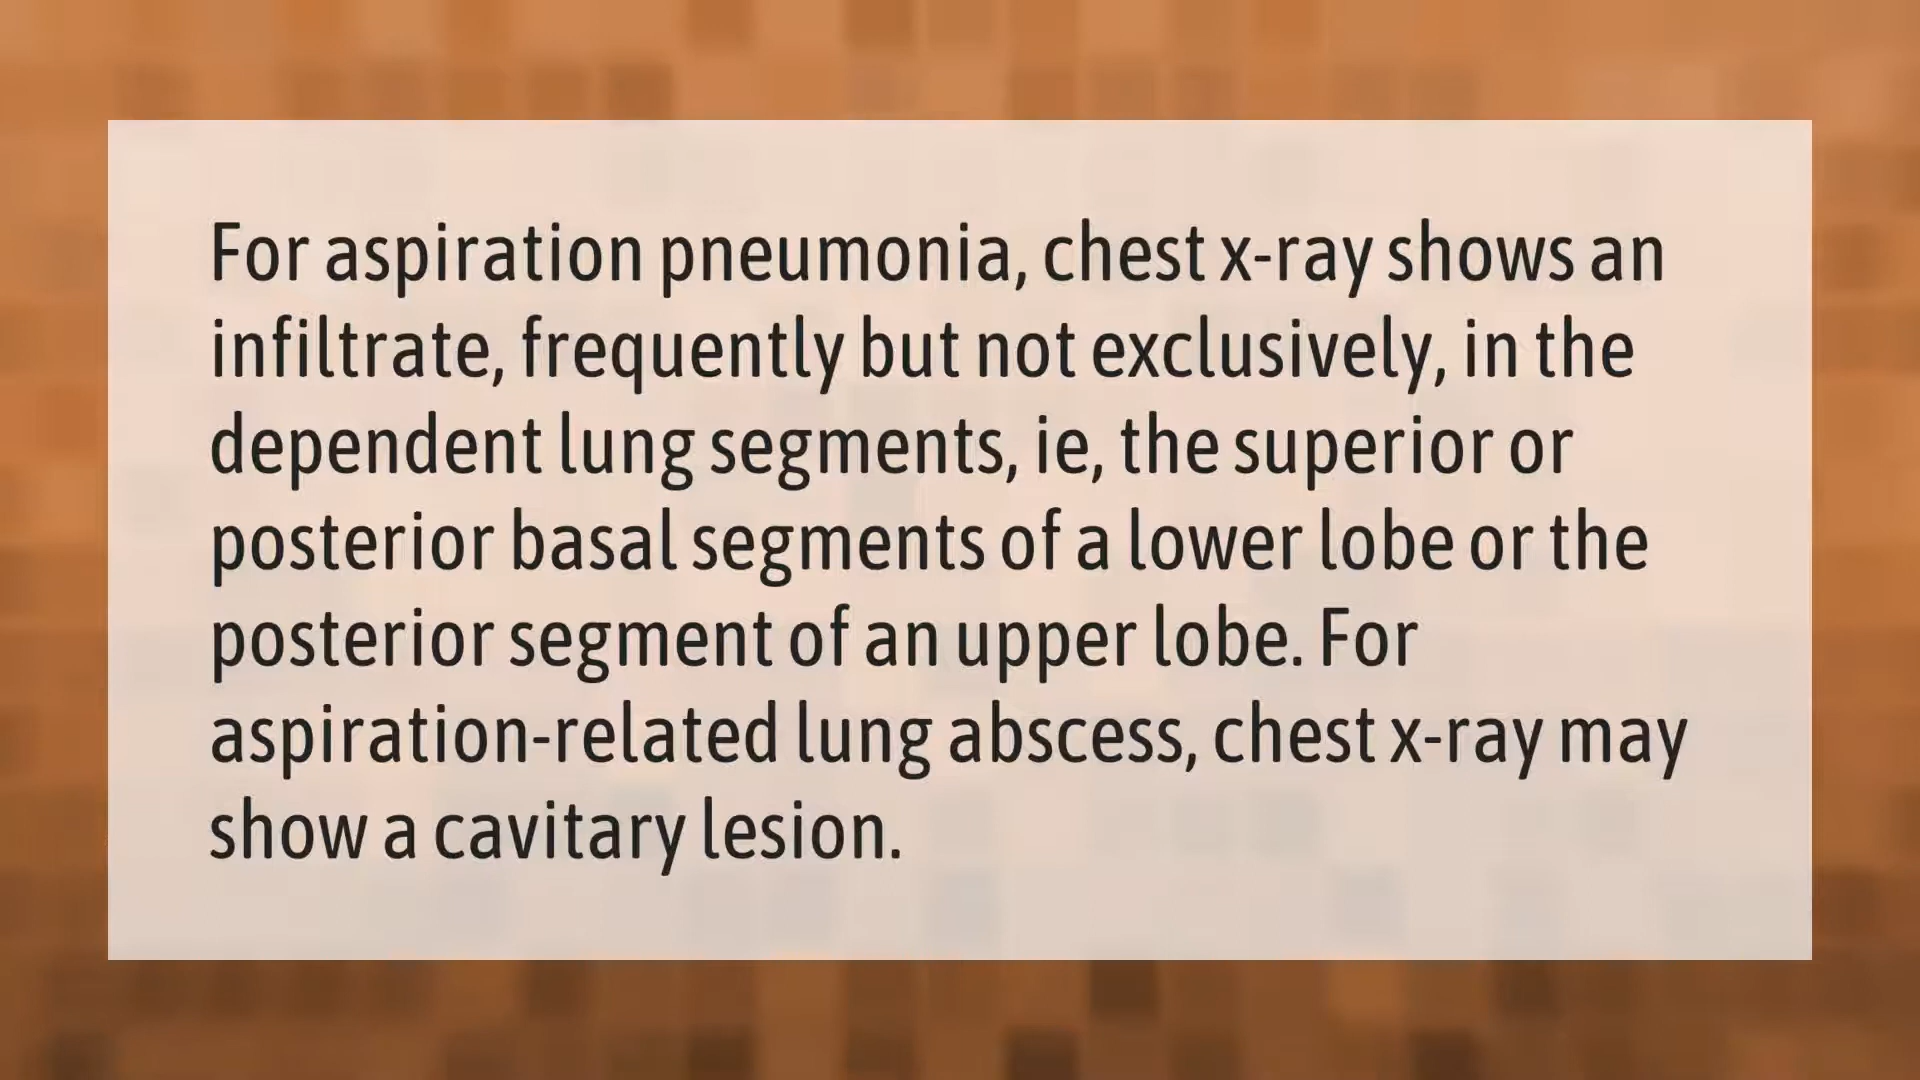 For aspiration pneumonia, chest x-ray shows an
infiltrate, frequently but not exclusively, in the
dependent lung segments, ie, the superior or
posterior basal segments of a lower lobe or the
posterior segment of an upper lobe. For
aspiration-related lung abscess, chest x-ray may
show a cavitary lesion.